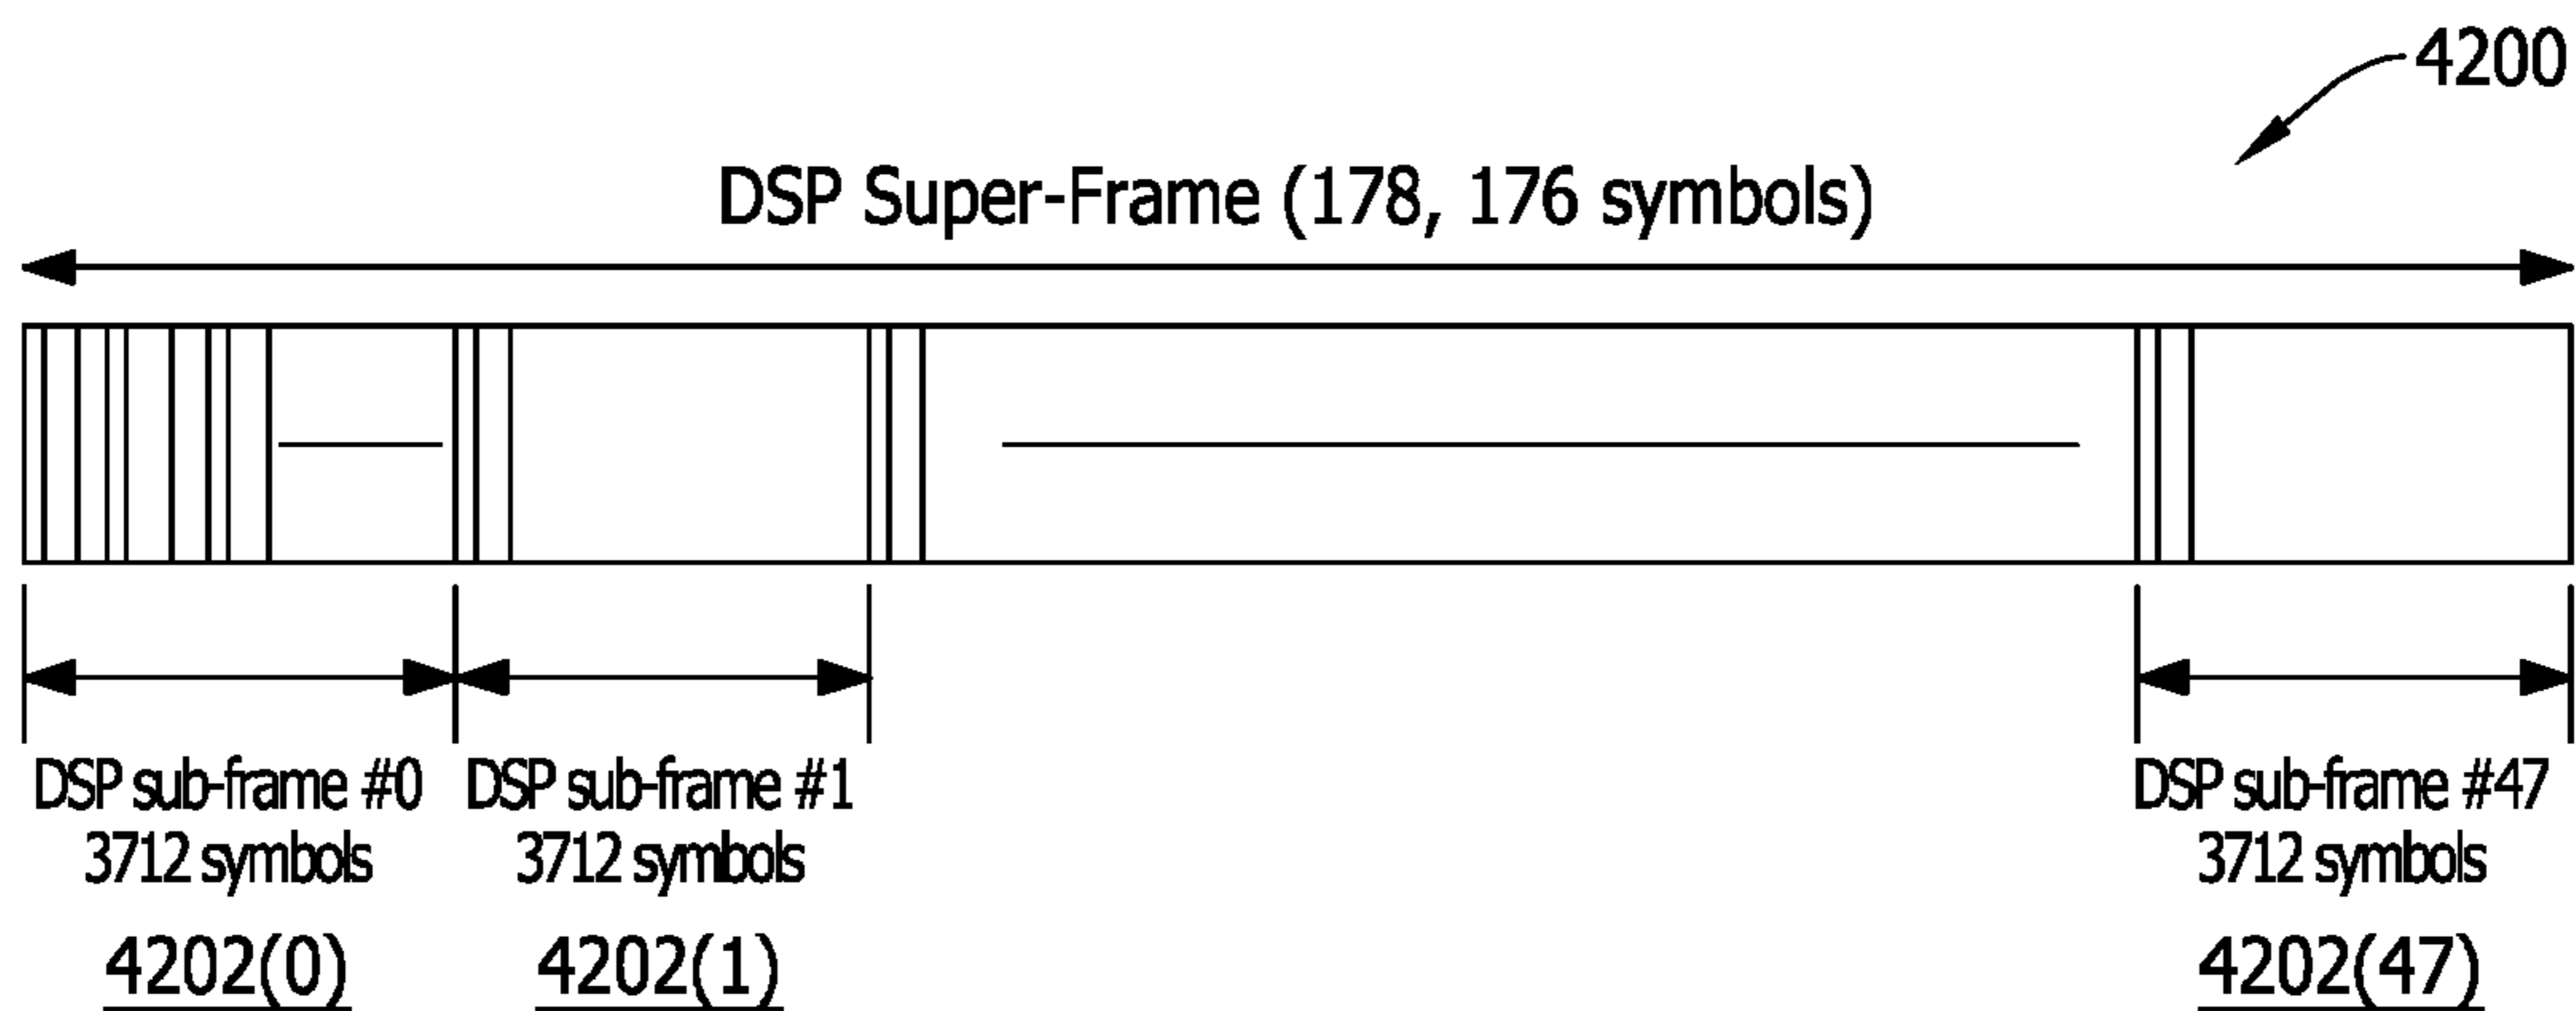 4200
DSP Super-Frame (178, 176 symbols)
DSP sub-frame #0
3712 symbols
4202(0)
DSP sub-frame #1
3712 symbols
4202(1)
DSP sub-frame #47
3712 symbols
4202(47)